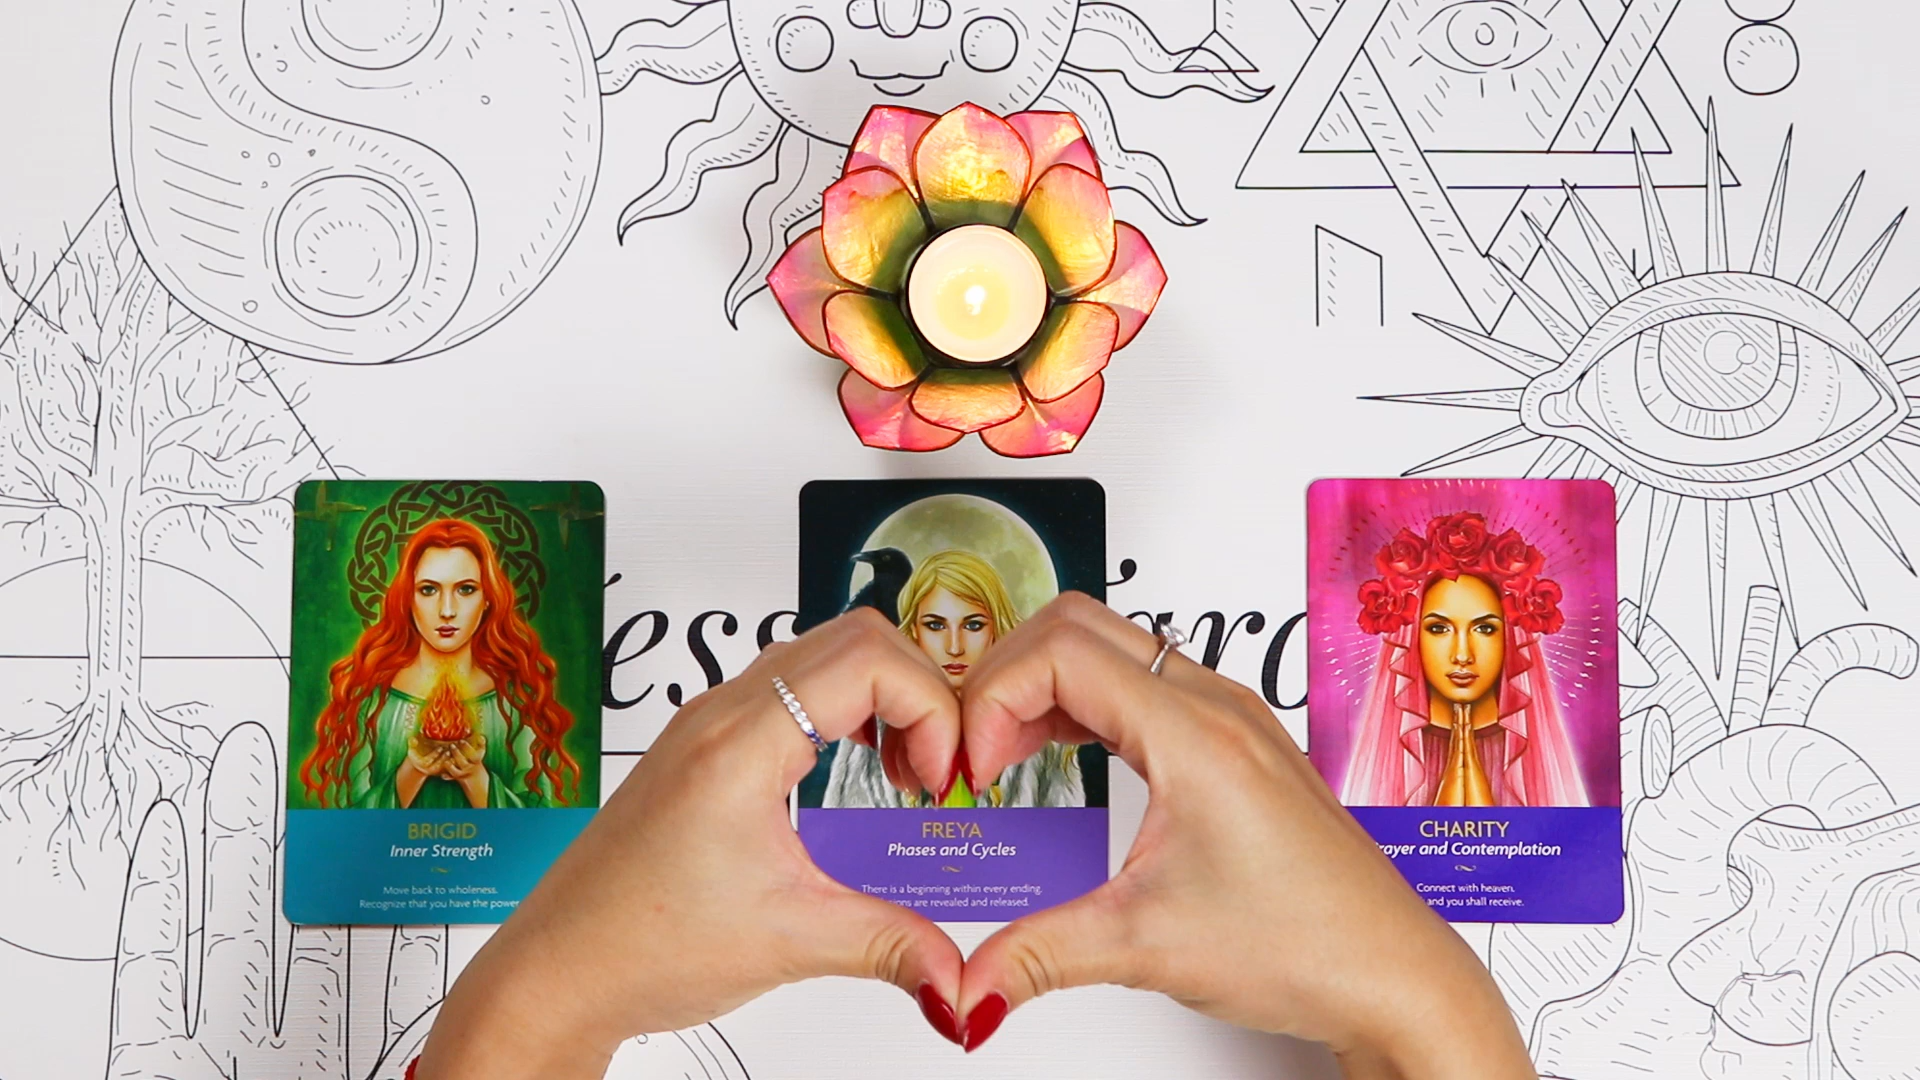 BRIGID
Inner Strength
Move back to wholeness.
Recognize that you have the power
FREYA
Phases and Cycles
There is a beginning within every ending.
are revealed and released.
CHARITY
and Contemplation
Connect with heaven.
and you shall receive.